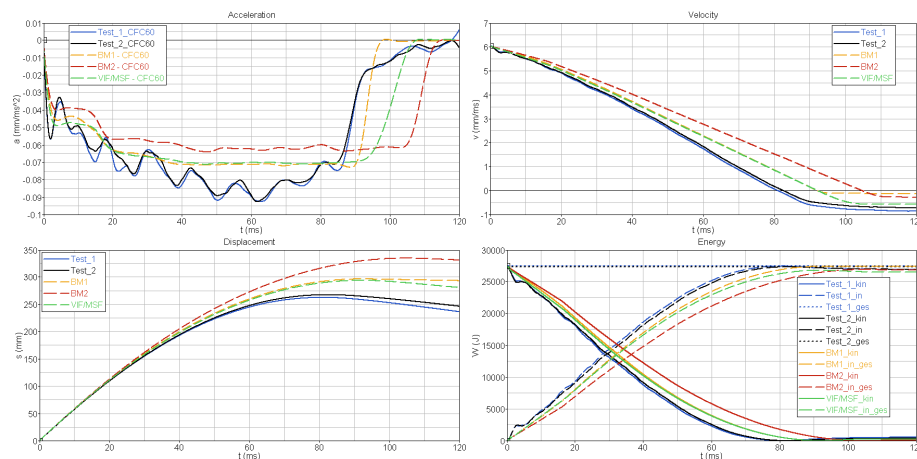 Acceleration
a (mm/ms^2)
0.01
0
-0.01
-0.02
-0.03
-0.04
-0.05
-0.06
-0.07
-0.08
-0.09
-0.1
Test_1_CFC60
Test_2_CFC60
BM1 - CFC60
BM2 - CFC60
VIF/MSF - CFC60
0 20 40 60 80 100 120
t (ms)
Velocity
v (mm/ms)
7
6
5
4
3
2
1
0
-1
Test_1
Test_2
BM1
BM2
VIF/MSF
0 20 40 60 80 100 120
t (ms)
Displacement
s (mm)
350
300
250
200
150
100
50
0
Test_1
Test_2
BM1
BM2
VIF/MSF
0 20 40 60 80 100 120
t (ms)
Energy
W (J)
30000
25000
20000
15000
10000
5000
0
Test_1_kin
Test_1_in
Test_1_ges
Test_2_kin
Test_2_in
Test_2_ges
BM1_kin
BM1_in_ges
BM2_kin
BM2_in_ges
VIF/MSF_kin
VIF/MSF_in_ges
0 20 40 60 80 100 120
t (ms)